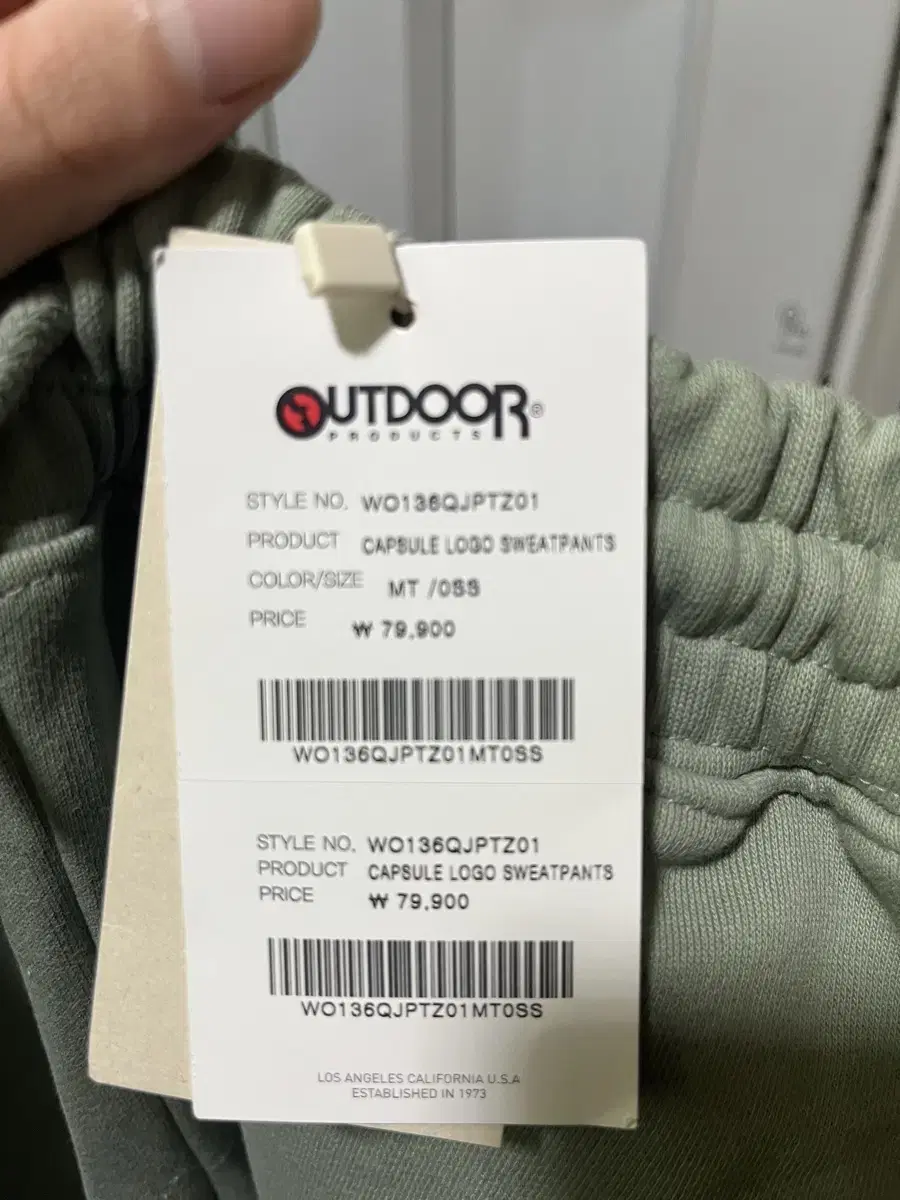 OUTDOOR®
PRODUCTS
STYLE NO. WO136QJPTZ01
PRODUCT CAPSULE LOGO SWEATPANTS
COLOR/SIZE MT /0SS
PRICE ₩ 79,900
WO136QJPTZ01MT0SS
STYLE NO. WO136QJPTZ01
PRODUCT CAPSULE LOGO SWEATPANTS
PRICE ₩ 79,900
WO136QJPTZ01MT0SS
LOS ANGELES CALIFORNIA U.S.A
ESTABLISHED IN 1973